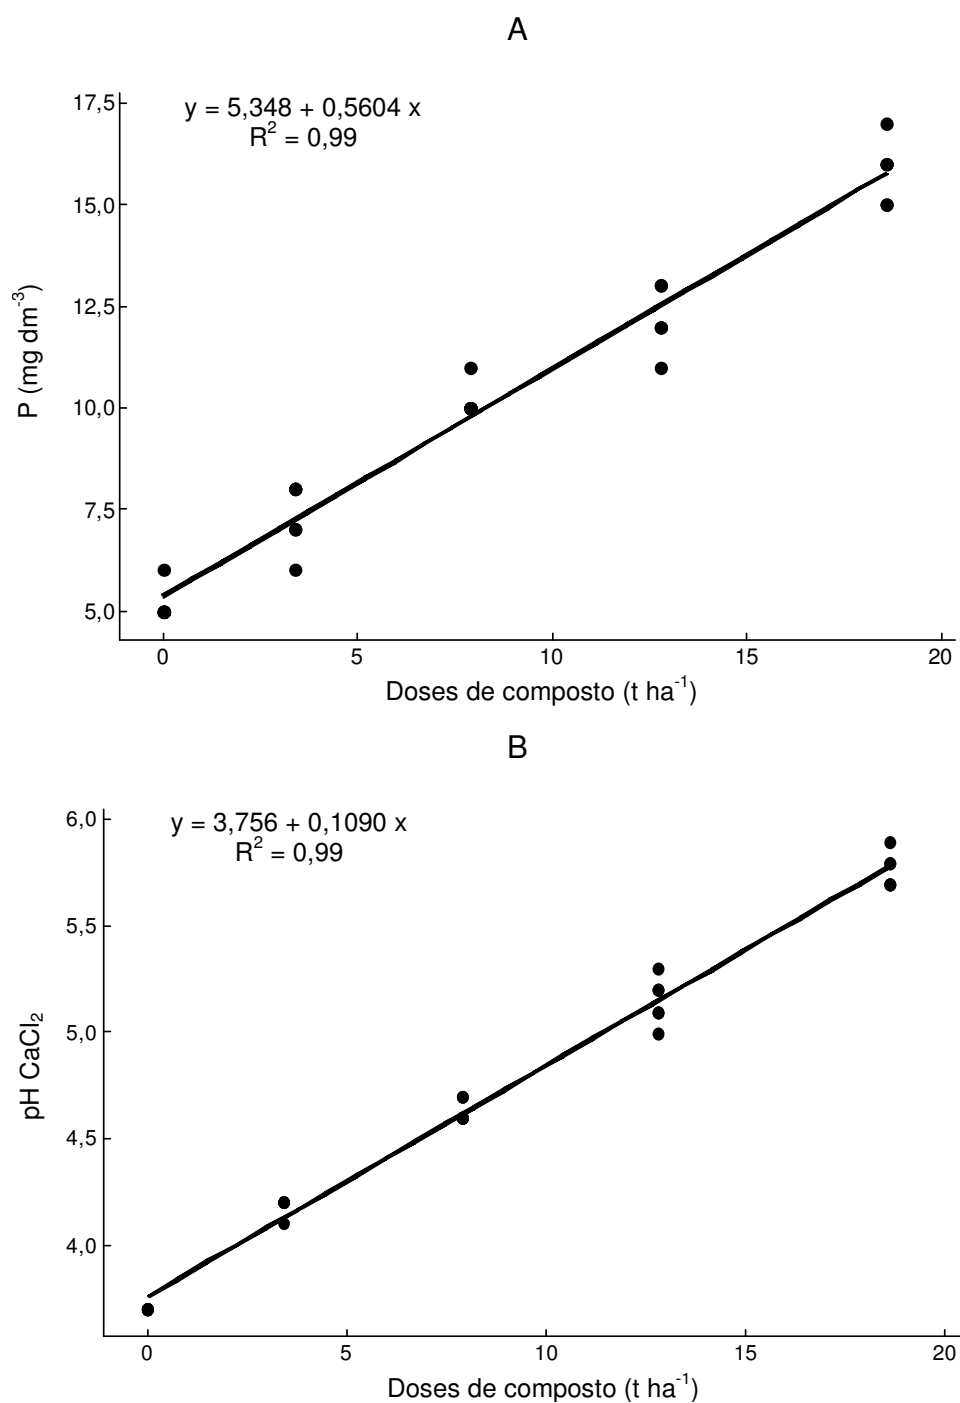 A
y = 5,348 + 0,5604 x
R² = 0,99
17,5
15,0
12,5
10,0
7,5
5,0
P (mg dm⁻³)
0 5 10 15 20
Doses de composto (t ha⁻¹)
B
y = 3,756 + 0,1090 x
R² = 0,99
6,0
5,5
5,0
4,5
4,0
pH CaCl₂
0 5 10 15 20
Doses de composto (t ha⁻¹)